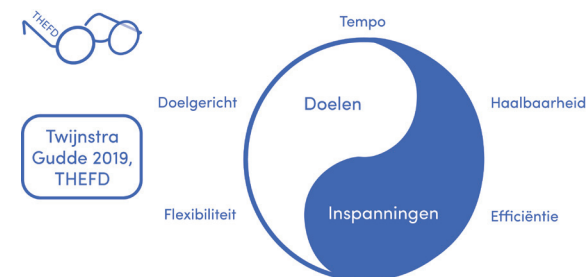 THEFD
Tempo
Doelgericht
Doelen
Haalbaarheid
Twijnstra
Gudde 2019,
THEFD
Flexibiliteit
Inspanningen
Efficiëntie